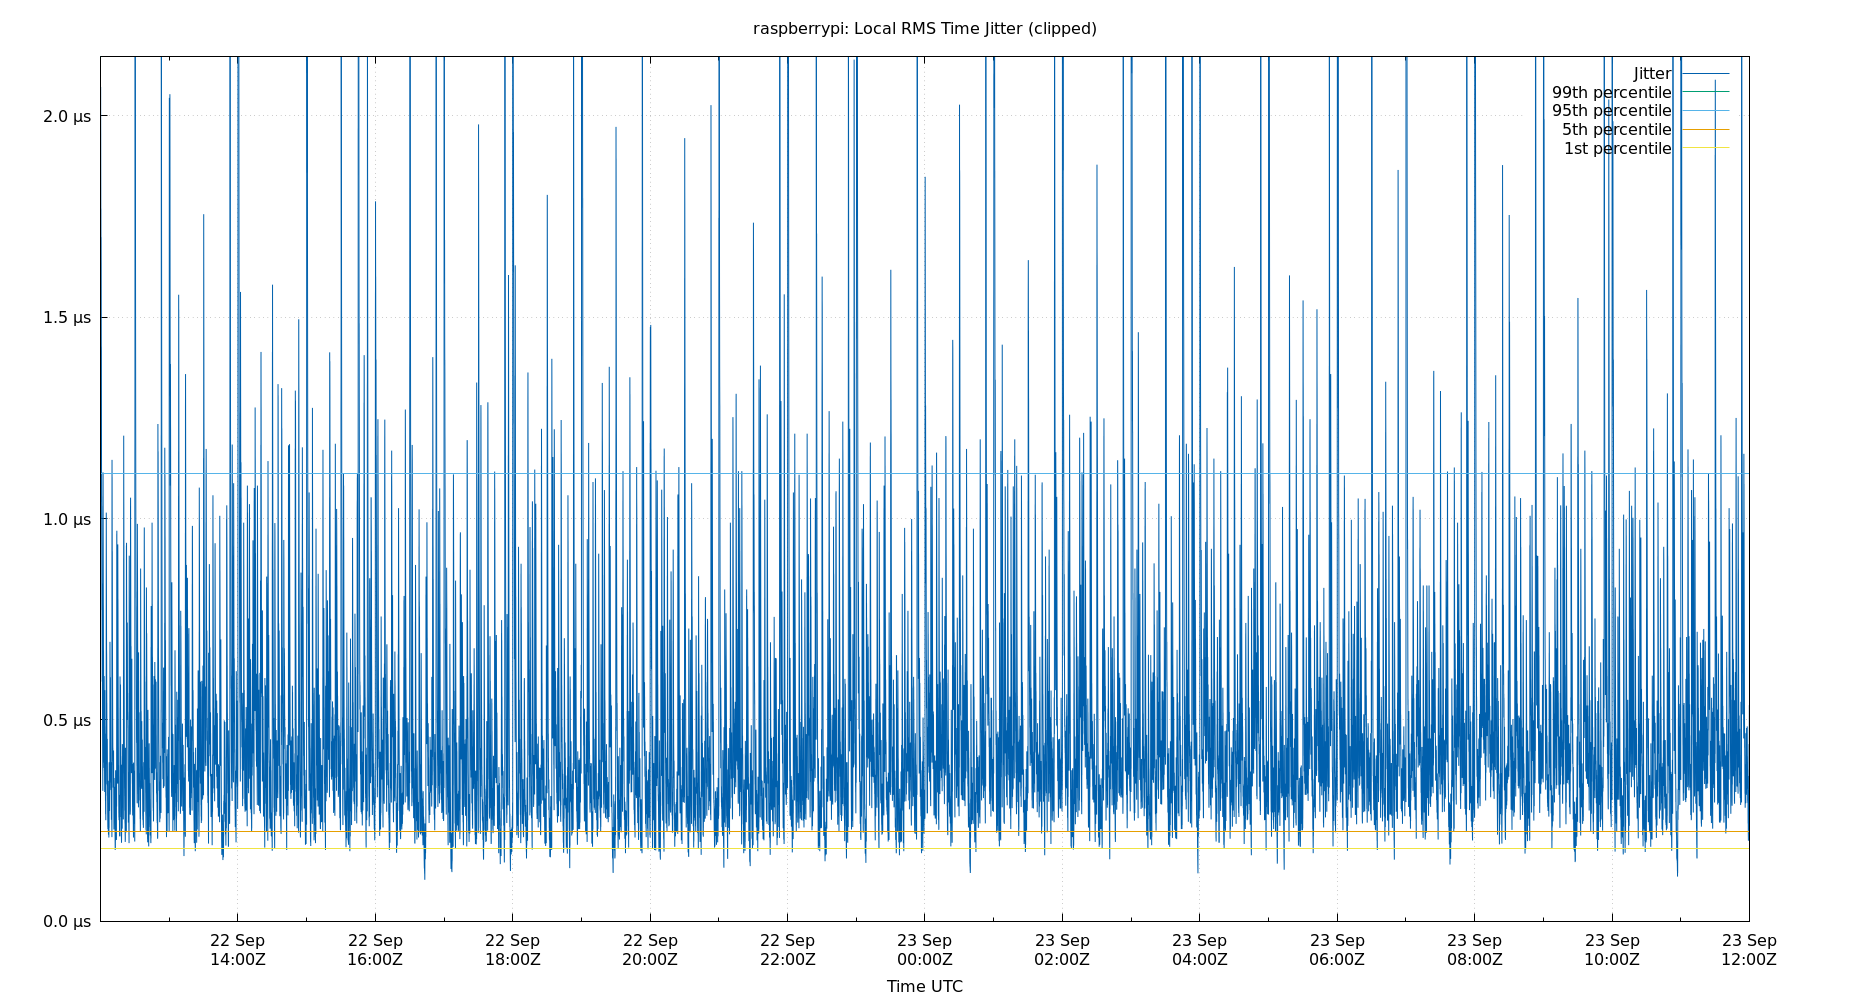 raspberrypi: Local RMS Time Jitter (clipped)
Jitter
99th percentile
95th percentile
5th percentile
1st percentile
2.0 µs
1.5 µs
1.0 µs
0.5 µs
0.0 µs
22 Sep 22 Sep 22 Sep 22 Sep 22 Sep 23 Sep 23 Sep 23 Sep 23 Sep 23 Sep 23 Sep 23 Sep
14:00Z 16:00Z 18:00Z 20:00Z 22:00Z 00:00Z 02:00Z 04:00Z 06:00Z 08:00Z 10:00Z 12:00Z
Time UTC